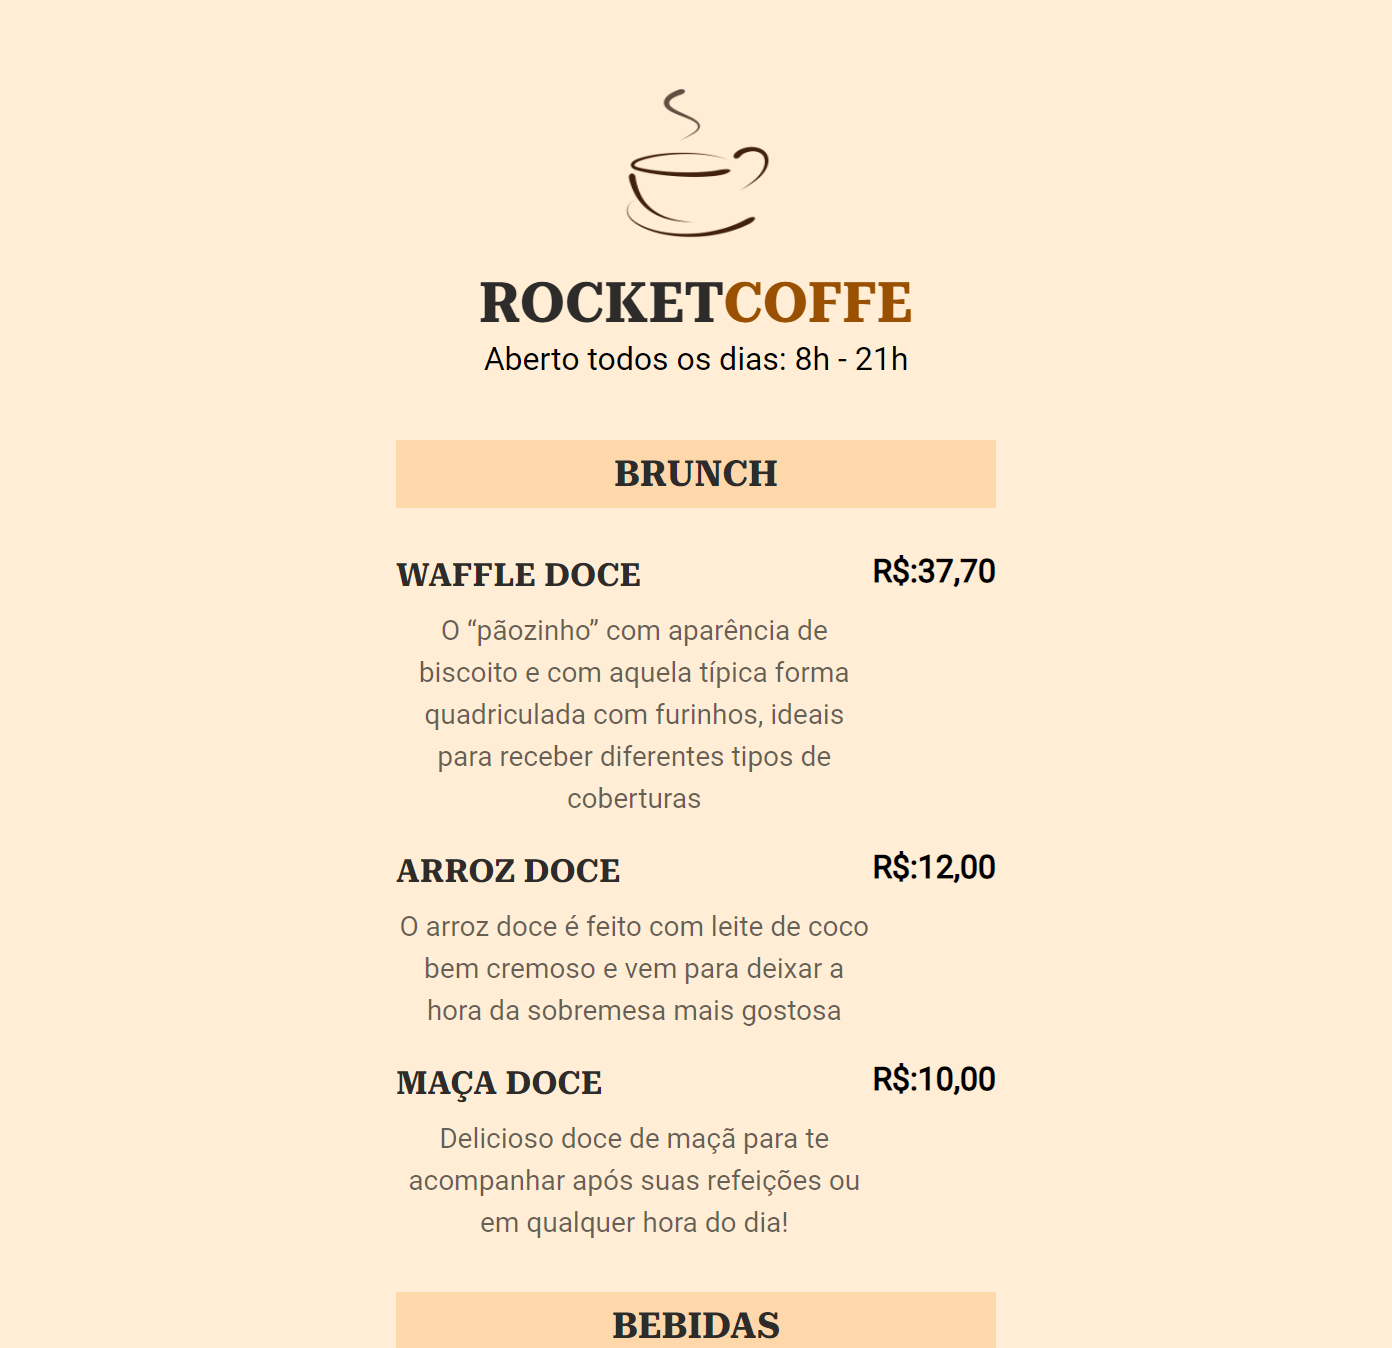 ROCKETCOFFE
Aberto todos os dias: 8h - 21h
BRUNCH
WAFFLE DOCE R$:37,70
O “pãozinho” com aparência de
biscoito e com aquela típica forma
quadriculada com furinhos, ideais
para receber diferentes tipos de
coberturas
ARROZ DOCE R$:12,00
O arroz doce é feito com leite de coco
bem cremoso e vem para deixar a
hora da sobremesa mais gostosa
MAÇA DOCE R$:10,00
Delicioso doce de maçã para te
acompanhar após suas refeições ou
em qualquer hora do dia!
BEBIDAS